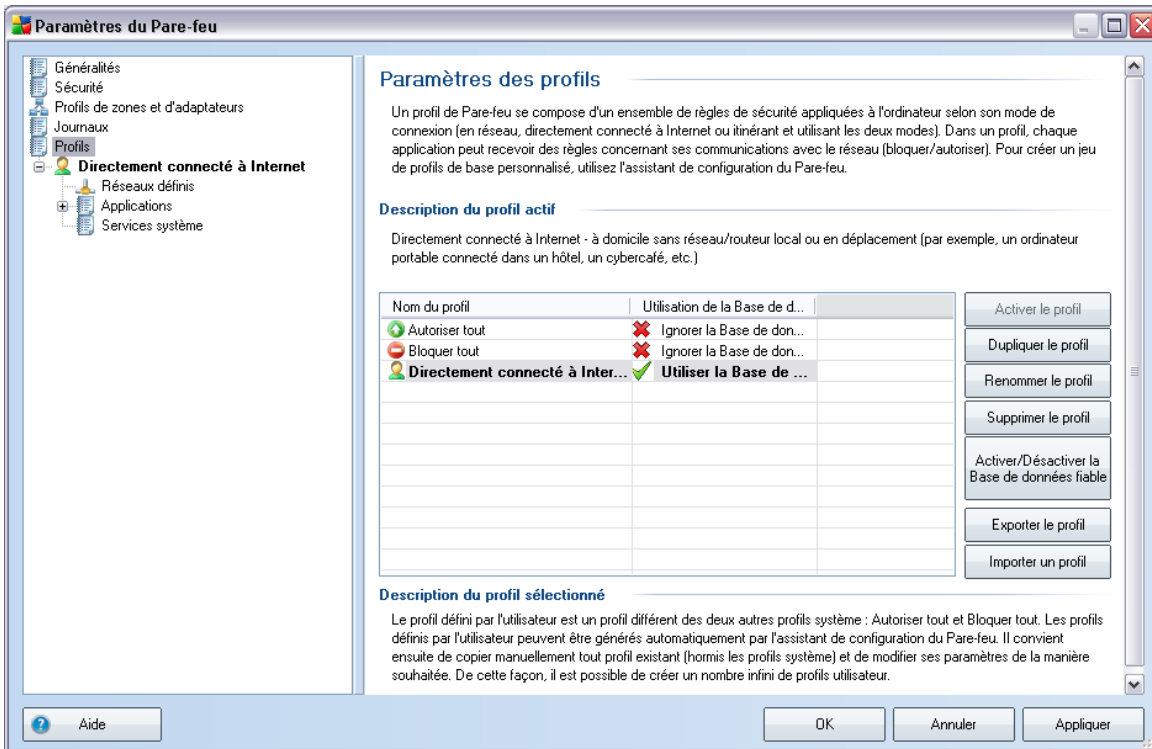 Paramètres du Pare-feu
Généralités
Sécurité
Profils de zones et d'adaptateurs
Journaux
Profils
Directement connecté à Internet
Réseaux définis
Applications
Services système
Paramètres des profils
Un profil de Pare-feu se compose d'un ensemble de règles de sécurité appliquées à l'ordinateur selon son mode de
connexion (en réseau, directement connecté à Internet ou itinérant et utilisant les deux modes). Dans un profil, chaque
application peut recevoir des règles concernant ses communications avec le réseau (bloquer/autoriser). Pour créer un jeu
de profils de base personnalisé, utilisez l'assistant de configuration du Pare-feu.
Description du profil actif
Directement connecté à Internet - à domicile sans réseau/routeur local ou en déplacement (par exemple, un ordinateur
portable connecté dans un hôtel, un cybercafé, etc.)
Nom du profil Utilisation de la Base de d...
Autoriser tout Ignorer la Base de don...
Bloquer tout Ignorer la Base de don...
Directement connecté à Inter... Utiliser la Base de ...
Activer le profil
Dupliquer le profil
Renommer le profil
Supprimer le profil
Activer/Désactiver la
Base de données fiable
Exporter le profil
Importer un profil
Description du profil sélectionné
Le profil défini par l'utilisateur est un profil différent des deux autres profils système : Autoriser tout et Bloquer tout. Les profils
définis par l'utilisateur peuvent être générés automatiquement par l'assistant de configuration du Pare-feu. Il convient
ensuite de copier manuellement tout profil existant (hormis les profils système) et de modifier ses paramètres de la manière
souhaitée. De cette façon, il est possible de créer un nombre infini de profils utilisateur.
Aide
OK
Annuler
Appliquer